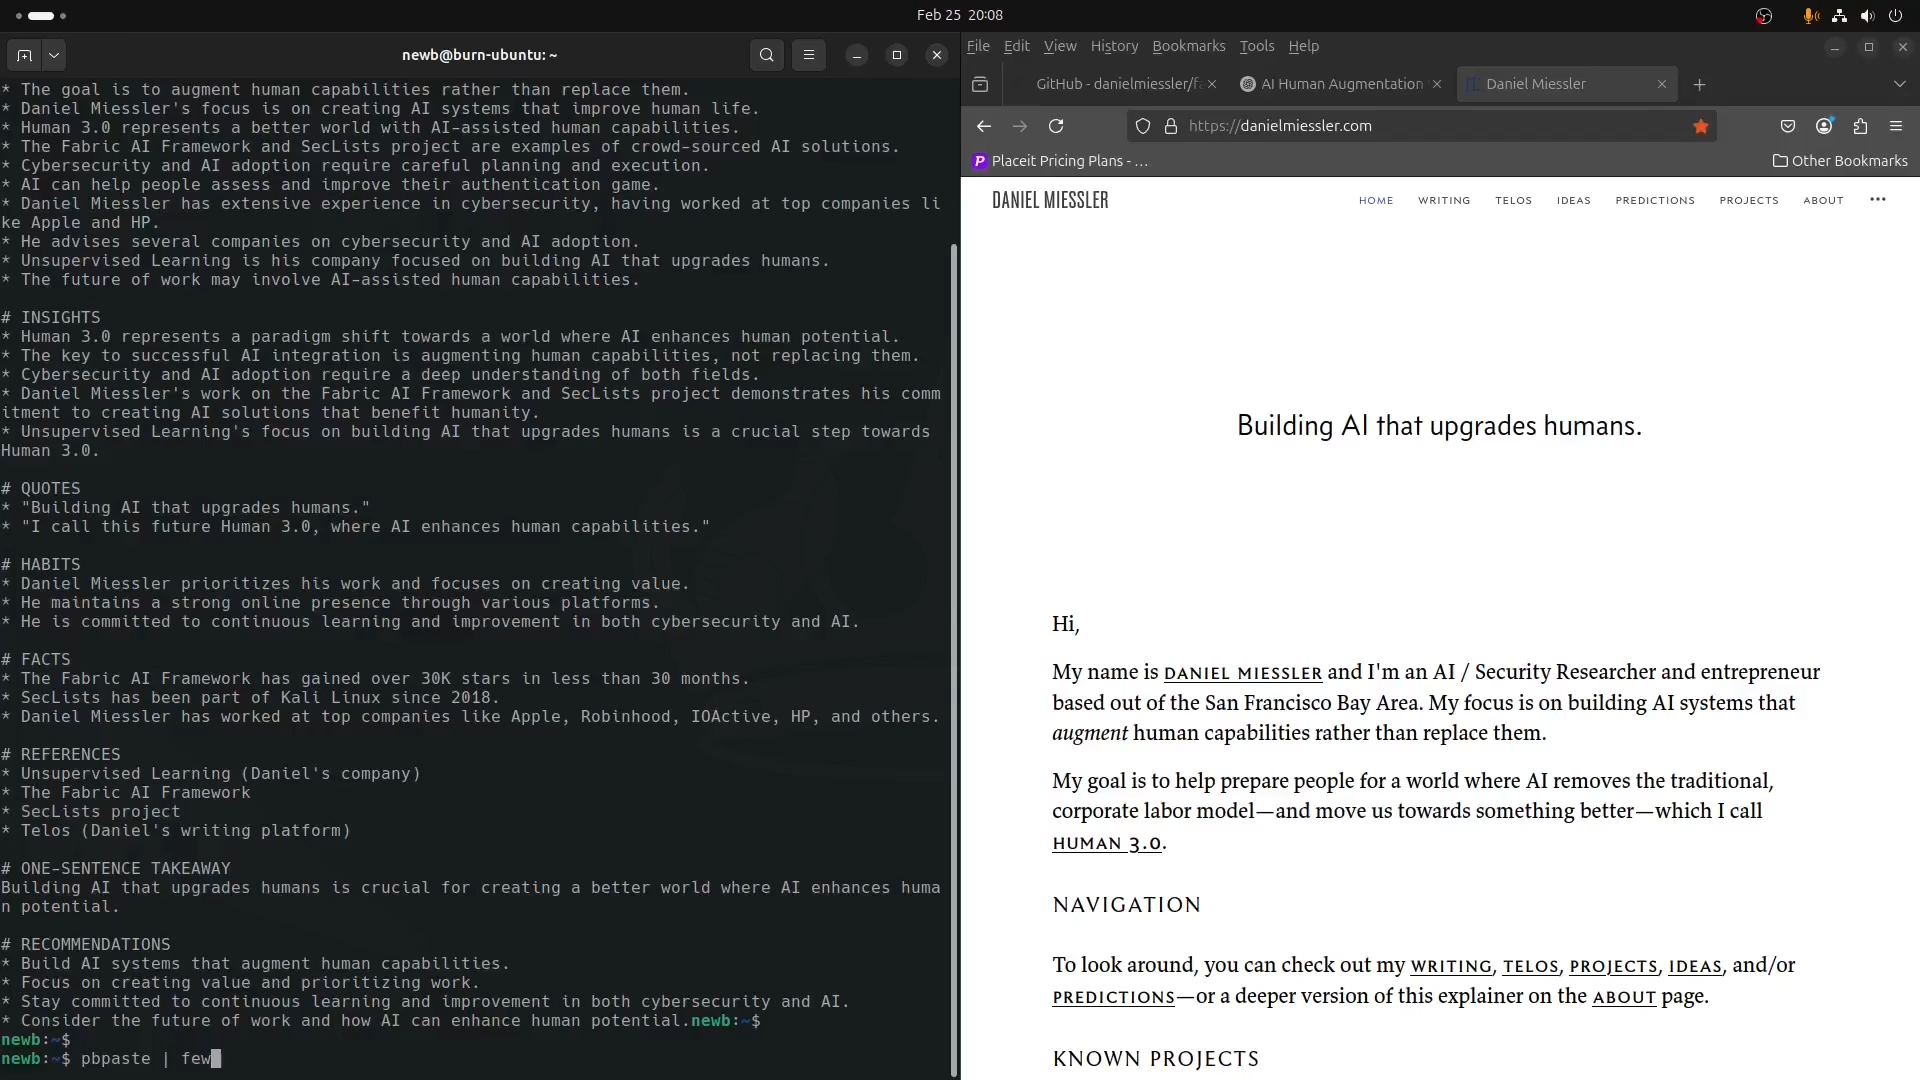 Feb 25 20:08
newb@burn-ubuntu: ~
* The goal is to augment human capabilities rather than replace them.
* Daniel Miessler's focus is on creating AI systems that improve human life.
* Human 3.0 represents a better world with AI-assisted human capabilities.
* The Fabric AI Framework and SecLists project are examples of crowd-sourced AI solutions.
* Cybersecurity and AI adoption require careful planning and execution.
* AI can help people assess and improve their authentication game.
* Daniel Miessler has extensive experience in cybersecurity, having worked at top companies li
ke Apple and HP.
* He advises several companies on cybersecurity and AI adoption.
* Unsupervised Learning is his company focused on building AI that upgrades humans.
* The future of work may involve AI-assisted human capabilities.
# INSIGHTS
* Human 3.0 represents a paradigm shift towards a world where AI enhances human potential.
* The key to successful AI integration is augmenting human capabilities, not replacing them.
* Cybersecurity and AI adoption require a deep understanding of both fields.
* Daniel Miessler's work on the Fabric AI Framework and SecLists project demonstrates his comm
itment to creating AI solutions that benefit humanity.
* Unsupervised Learning's focus on building AI that upgrades humans is a crucial step towards
Human 3.0.
# QUOTES
* "Building AI that upgrades humans."
* "I call this future Human 3.0, where AI enhances human capabilities."
# HABITS
* Daniel Miessler prioritizes his work and focuses on creating value.
* He maintains a strong online presence through various platforms.
* He is committed to continuous learning and improvement in both cybersecurity and AI.
# FACTS
* The Fabric AI Framework has gained over 30K stars in less than 30 months.
* SecLists has been part of Kali Linux since 2018.
* Daniel Miessler has worked at top companies like Apple, Robinhood, IOActive, HP, and others.
# REFERENCES
* Unsupervised Learning (Daniel's company)
* The Fabric AI Framework
* SecLists project
* Telos (Daniel's writing platform)
# ONE-SENTENCE TAKEAWAY
Building AI that upgrades humans is crucial for creating a better world where AI enhances huma
n potential.
# RECOMMENDATIONS
* Build AI systems that augment human capabilities.
* Focus on creating value and prioritizing work.
* Stay committed to continuous learning and improvement in both cybersecurity and AI.
* Consider the future of work and how AI can enhance human potential.newb:~$
newb:~$
newb:~$ pbpaste | few
File Edit View History Bookmarks Tools Help
GitHub - danielmiessler/f
AI Human Augmentation
Daniel Miessler
https://danielmiessler.com
Placeit Pricing Plans - …
Other Bookmarks
DANIEL MIESSLER
HOME WRITING TELOS IDEAS PREDICTIONS PROJECTS ABOUT •••
Building AI that upgrades humans.
Hi,
My name is DANIEL MIESSLER and I'm an AI / Security Researcher and entrepreneur
based out of the San Francisco Bay Area. My focus is on building AI systems that
augment human capabilities rather than replace them.
My goal is to help prepare people for a world where AI removes the traditional,
corporate labor model—and move us towards something better—which I call
HUMAN 3.0.
NAVIGATION
To look around, you can check out my WRITING, TELOS, PROJECTS, IDEAS, and/or
PREDICTIONS—or a deeper version of this explainer on the ABOUT page.
KNOWN PROJECTS